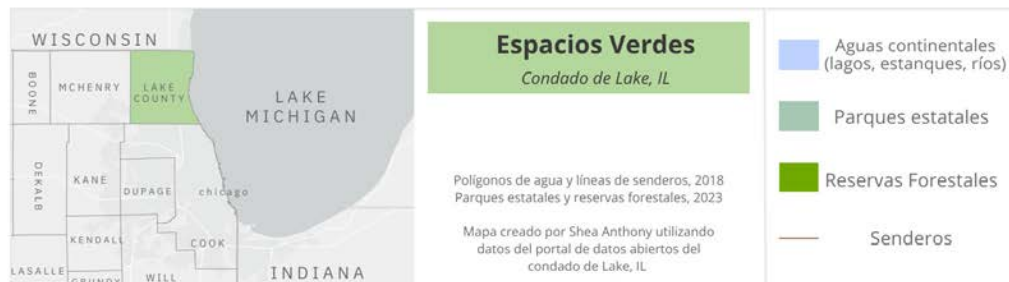 WISCONSIN
BOONE
MCHENRY
LAKE
COUNTY
LAKE
MICHIGAN
DEKALB
KANE
DUPAGE
chicago
KENDALL
COOK
LASALLE
GRUNDY
WILL
INDIANA
Espacios Verdes
Condado de Lake, IL
Polígonos de agua y líneas de senderos, 2018
Parques estatales y reservas forestales, 2023
Mapa creado por Shea Anthony utilizando
datos del portal de datos abiertos del
condado de Lake, IL
Aguas continentales
(lagos, estanques, ríos)
Parques estatales
Reservas Forestales
Senderos